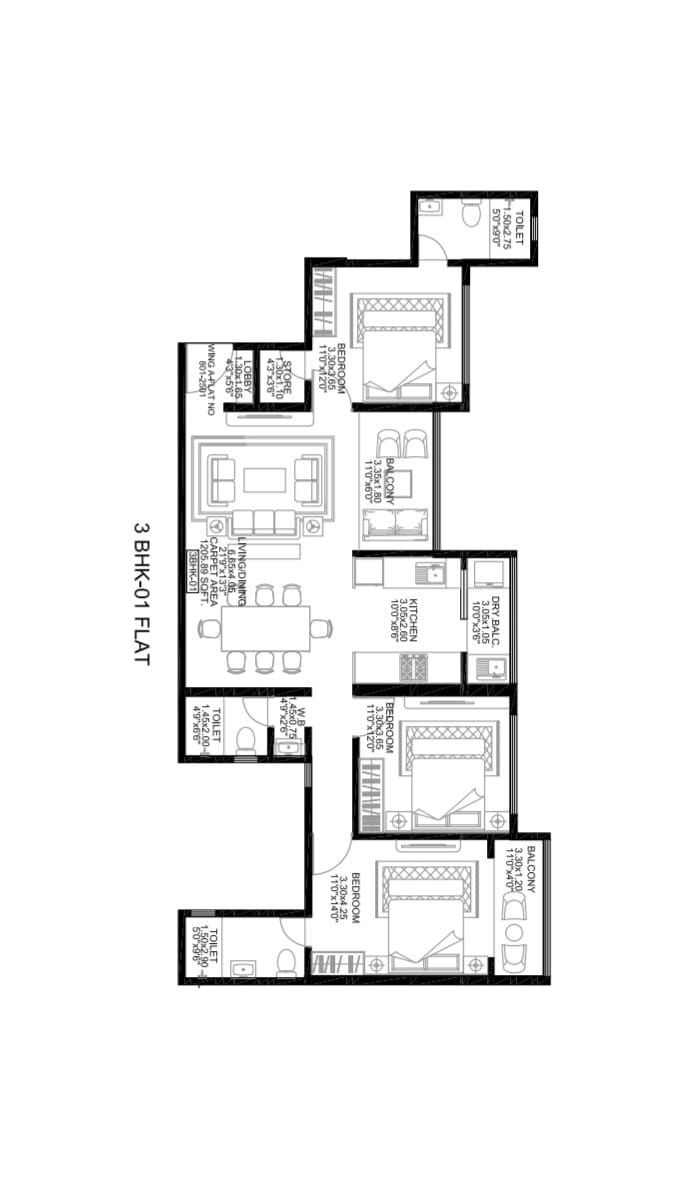 TOILET
1.50x2.75
5'0"x9'0"
BALCONY
3.30x1.20
11'0"x4'0"
DRY.BALC.
3.05x1.05
10'0"x3'6"
KITCHEN
3.05x2.60
10'0"x8'6"
BALCONY
3.35x1.80
11'0"x6'0"
BEDROOM
3.30x3.65
11'0"x12'0"
BEDROOM
3.30x4.25
11'0"x14'0"
BEDROOM
3.30x3.65
11'0"x12'0"
STORE
1.30x1.10
4'3"x3'6"
W.B
1.45x0.75
4'9"x2'6"
LOBBY
1.30x1.65
4'3"x5'6"
WING A-FLAT NO
801-2501
LIVING/DINING
6.65x4.05
21'9"x13'3"
CARPET AREA
1205.89 SQFT.
3BHK-01
TOILET
1.45x2.00
4'9"x6'6"
TOILET
1.50x2.90
5'0"x9'6"
3 BHK-01 FLAT